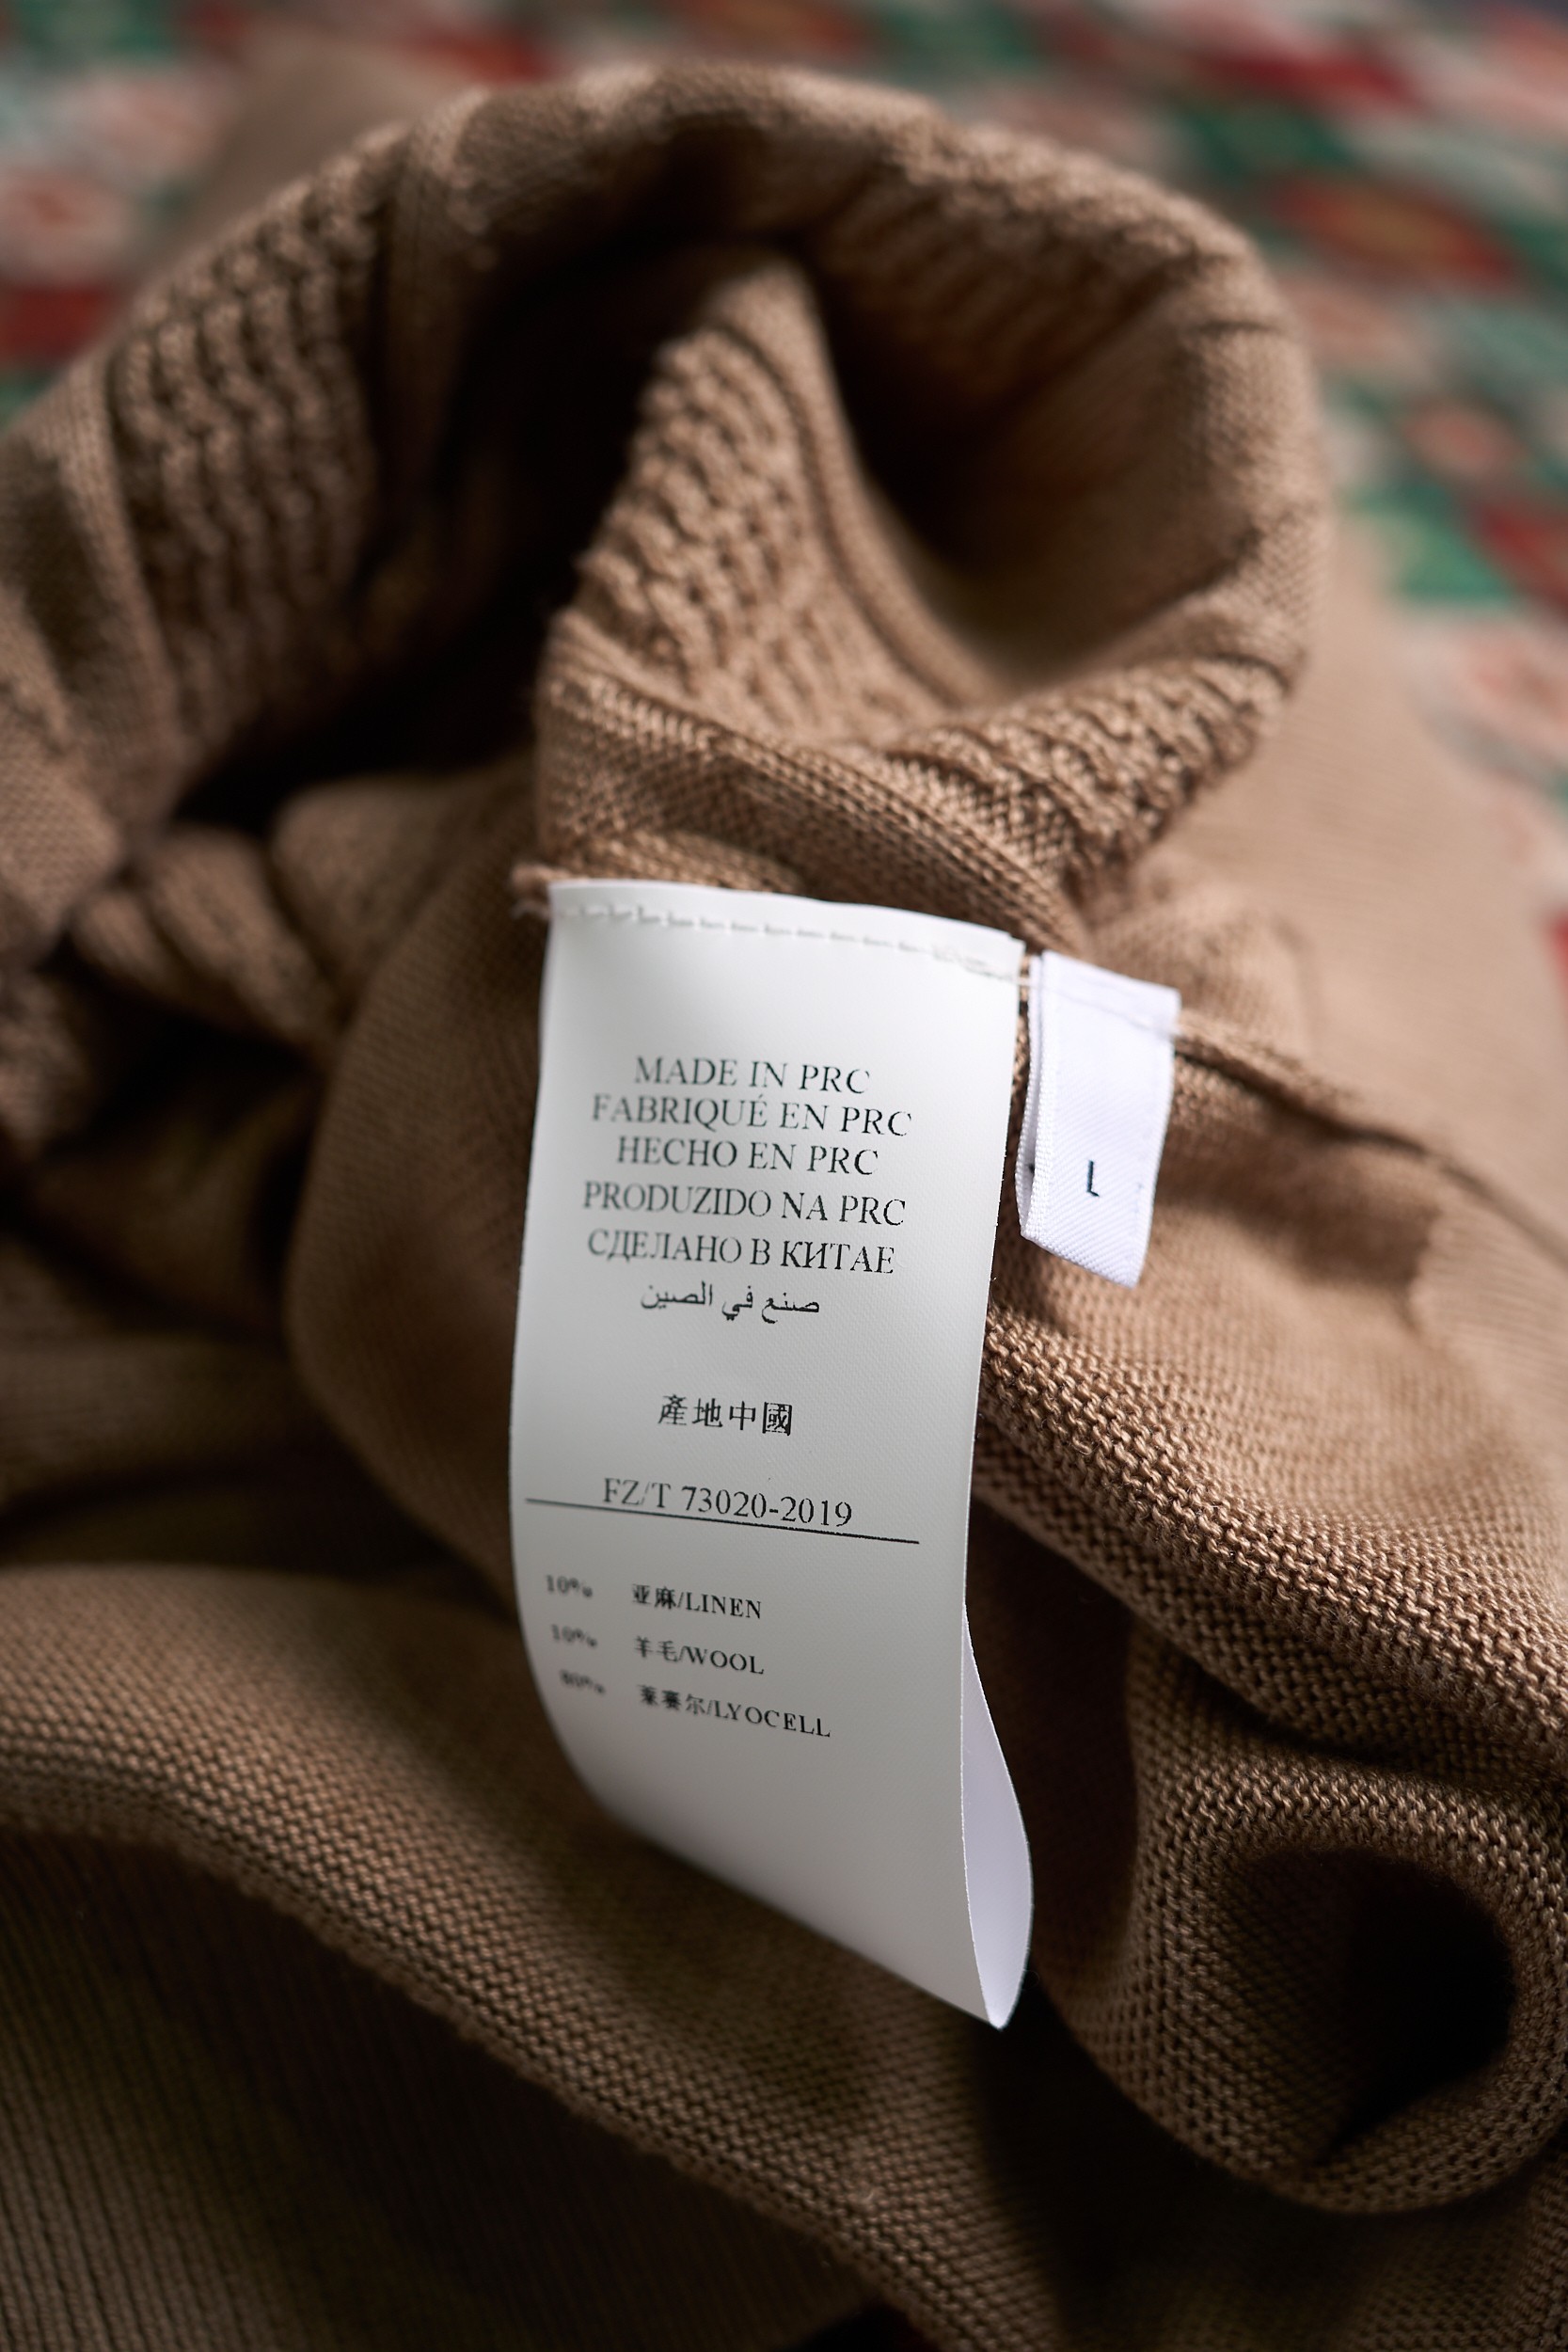 MADE IN PRC
FABRIQUÉ EN PRC
HECHO EN PRC
PRODUZIDO NA PRC
СДЕЛАНО В КИТАЕ
صنع في الصين
產地中國
FZ/T 73020-2019
10% 亚麻/LINEN
10% 羊毛/WOOL
80% 莱赛尔/LYOCELL
L